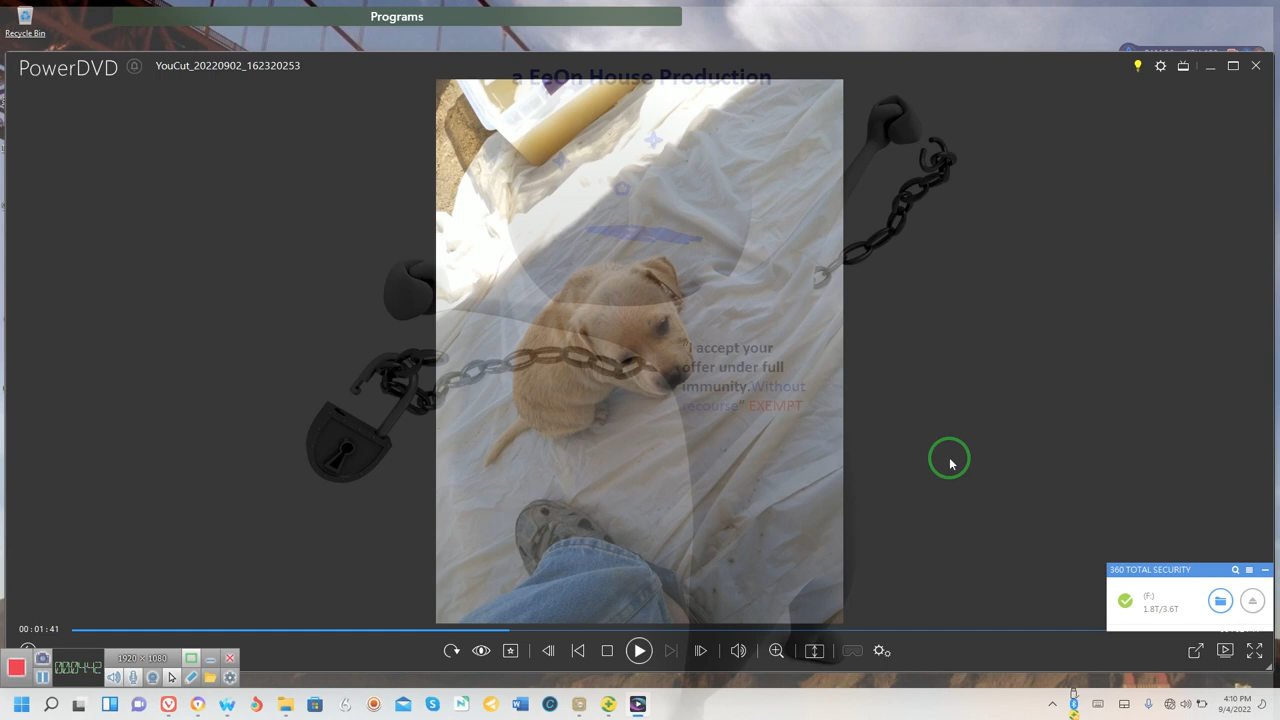 Programs
Recycle Bin
PowerDVD
YouCut_20220902_162320253
a EoOn House Production
"I accept your
offer under full
immunity.Without
recourse" EXEMPT
360 TOTAL SECURITY
(F:)
1.8T/3.6T
00:01:41
1920 × 1080
4:10 PM
9/4/2022